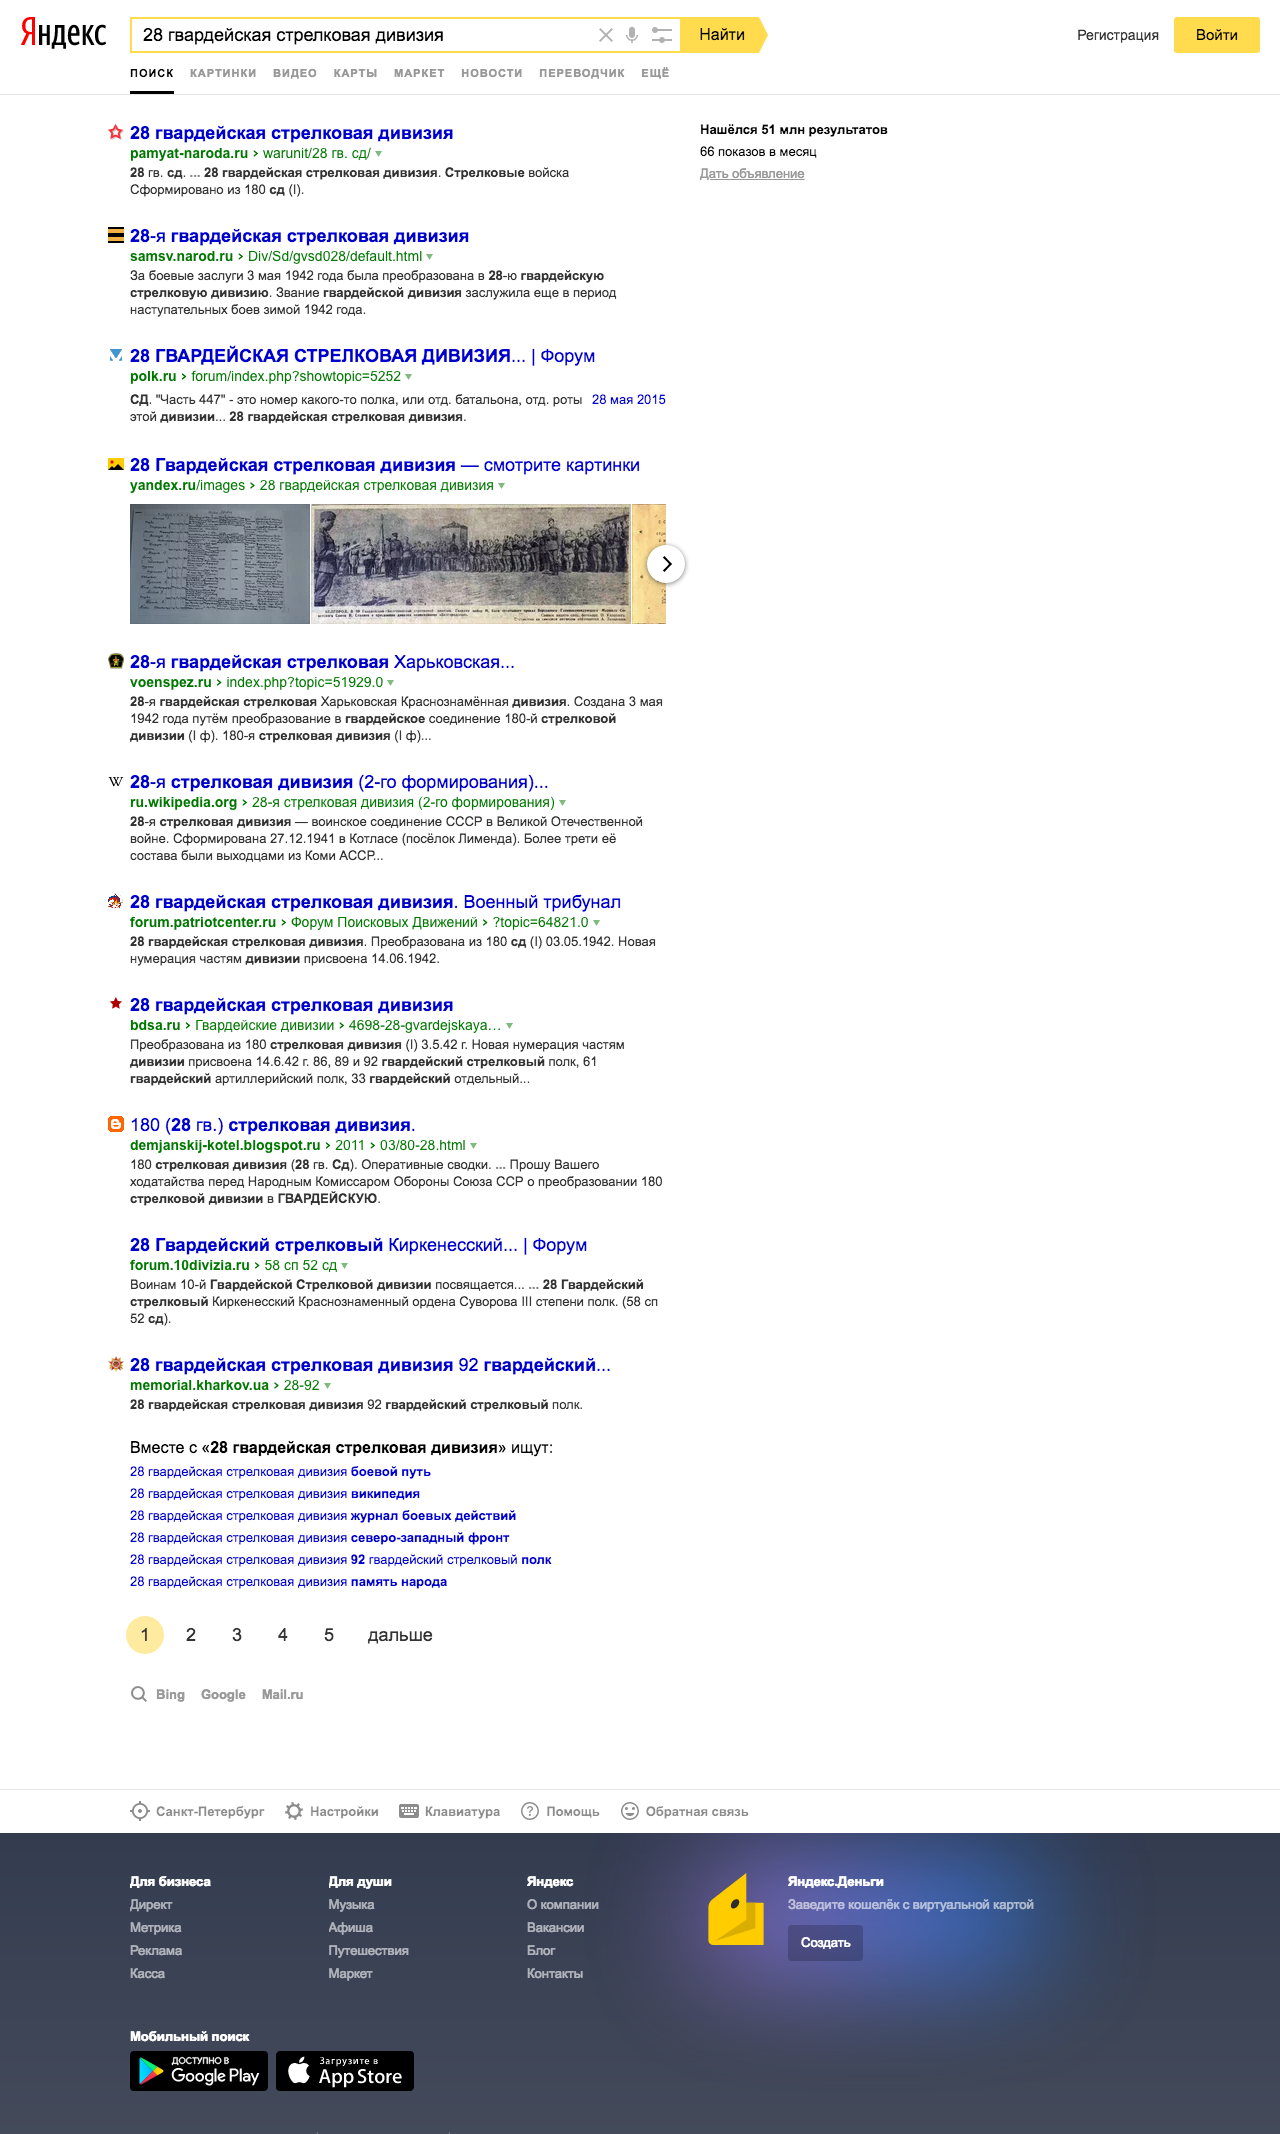 Яндекс
28 гвардейская стрелковая дивизия
Найти
Регистрация
Войти
ПОИСК КАРТИНКИ ВИДЕО КАРТЫ МАРКЕТ НОВОСТИ ПЕРЕВОДЧИК ЕЩЁ
28 гвардейская стрелковая дивизия
pamyat-naroda.ru › warunit/28 гв. сд/
28 гв. сд. ... 28 гвардейская стрелковая дивизия. Стрелковые войска
Сформировано из 180 сд (I).
Нашёлся 51 млн результатов
66 показов в месяц
Дать объявление
28-я гвардейская стрелковая дивизия
samsv.narod.ru › Div/Sd/gvsd028/default.html
За боевые заслуги 3 мая 1942 года была преобразована в 28-ю гвардейскую
стрелковую дивизию. Звание гвардейской дивизия заслужила еще в период
наступательных боев зимой 1942 года.
28 ГВАРДЕЙСКАЯ СТРЕЛКОВАЯ ДИВИЗИЯ... | Форум
polk.ru › forum/index.php?showtopic=5252
СД. "Часть 447" - это номер какого-то полка, или отд. батальона, отд. роты 28 мая 2015
этой дивизии... 28 гвардейская стрелковая дивизия.
28 Гвардейская стрелковая дивизия — смотрите картинки
yandex.ru/images › 28 гвардейская стрелковая дивизия
28-я гвардейская стрелковая Харьковская...
voenspez.ru › index.php?topic=51929.0
28-я гвардейская стрелковая Харьковская Краснознамённая дивизия. Создана 3 мая
1942 года путём преобразование в гвардейское соединение 180-й стрелковой
дивизии (I ф). 180-я стрелковая дивизия (I ф)...
28-я стрелковая дивизия (2-го формирования)...
ru.wikipedia.org › 28-я стрелковая дивизия (2-го формирования)
28-я стрелковая дивизия — воинское соединение СССР в Великой Отечественной
войне. Сформирована 27.12.1941 в Котласе (посёлок Лименда). Более трети её
состава были выходцами из Коми АССР...
28 гвардейская стрелковая дивизия. Военный трибунал
forum.patriotcenter.ru › Форум Поисковых Движений › ?topic=64821.0
28 гвардейская стрелковая дивизия. Преобразована из 180 сд (I) 03.05.1942. Новая
нумерация частям дивизии присвоена 14.06.1942.
28 гвардейская стрелковая дивизия
bdsa.ru › Гвардейские дивизии › 4698-28-gvardejskaya…
Преобразована из 180 стрелковая дивизия (I) 3.5.42 г. Новая нумерация частям
дивизии присвоена 14.6.42 г. 86, 89 и 92 гвардейский стрелковый полк, 61
гвардейский артиллерийский полк, 33 гвардейский отдельный...
180 (28 гв.) стрелковая дивизия.
demjanskij-kotel.blogspot.ru › 2011 › 03/80-28.html
180 стрелковая дивизия (28 гв. Сд). Оперативные сводки. ... Прошу Вашего
ходатайства перед Народным Комиссаром Обороны Союза ССР о преобразовании 180
стрелковой дивизии в ГВАРДЕЙСКУЮ.
28 Гвардейский стрелковый Киркенесский... | Форум
forum.10divizia.ru › 58 сп 52 сд
Воинам 10-й Гвардейской Стрелковой дивизии посвящается... ... 28 Гвардейский
стрелковый Киркенесский Краснознаменный ордена Суворова III степени полк. (58 сп
52 сд).
28 гвардейская стрелковая дивизия 92 гвардейский...
memorial.kharkov.ua › 28-92
28 гвардейская стрелковая дивизия 92 гвардейский стрелковый полк.
Вместе с «28 гвардейская стрелковая дивизия» ищут:
28 гвардейская стрелковая дивизия боевой путь
28 гвардейская стрелковая дивизия википедия
28 гвардейская стрелковая дивизия журнал боевых действий
28 гвардейская стрелковая дивизия северо-западный фронт
28 гвардейская стрелковая дивизия 92 гвардейский стрелковый полк
28 гвардейская стрелковая дивизия память народа
1 2 3 4 5 дальше
Bing Google Mail.ru
Санкт-Петербург Настройки Клавиатура Помощь Обратная связь
Для бизнеса
Директ
Метрика
Реклама
Касса
Для души
Музыка
Афиша
Путешествия
Маркет
Яндекс
О компании
Вакансии
Блог
Контакты
Яндекс.Деньги
Заведите кошелёк с виртуальной картой
Создать
Мобильный поиск
ДОСТУПНО В
Google Play
Загрузите в
App Store